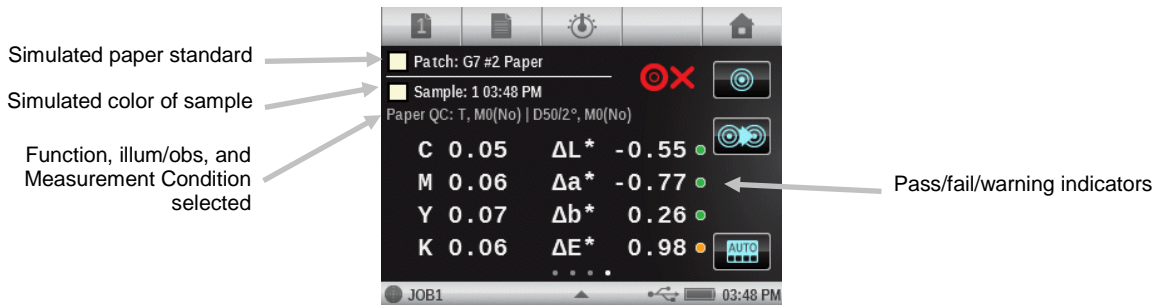 1
Simulated paper standard
Patch: G7 #2 Paper
Simulated color of sample
Sample: 1 03:48 PM
Paper QC: T, M0(No) | D50/2°, M0(No)
Function, illum/obs, and
Measurement Condition
selected
C 0.05 ΔL* -0.55
M 0.06 Δa* -0.77
Y 0.07 Δb* 0.26
K 0.06 ΔE* 0.98
Pass/fail/warning indicators
AUTO
JOB1 03:48 PM